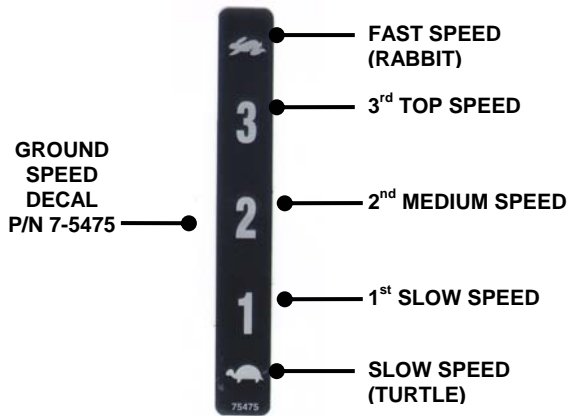 FAST SPEED
(RABBIT)
3
3rd TOP SPEED
GROUND
SPEED
DECAL
P/N 7-5475
2
2nd MEDIUM SPEED
1
1st SLOW SPEED
SLOW SPEED
(TURTLE)
75475